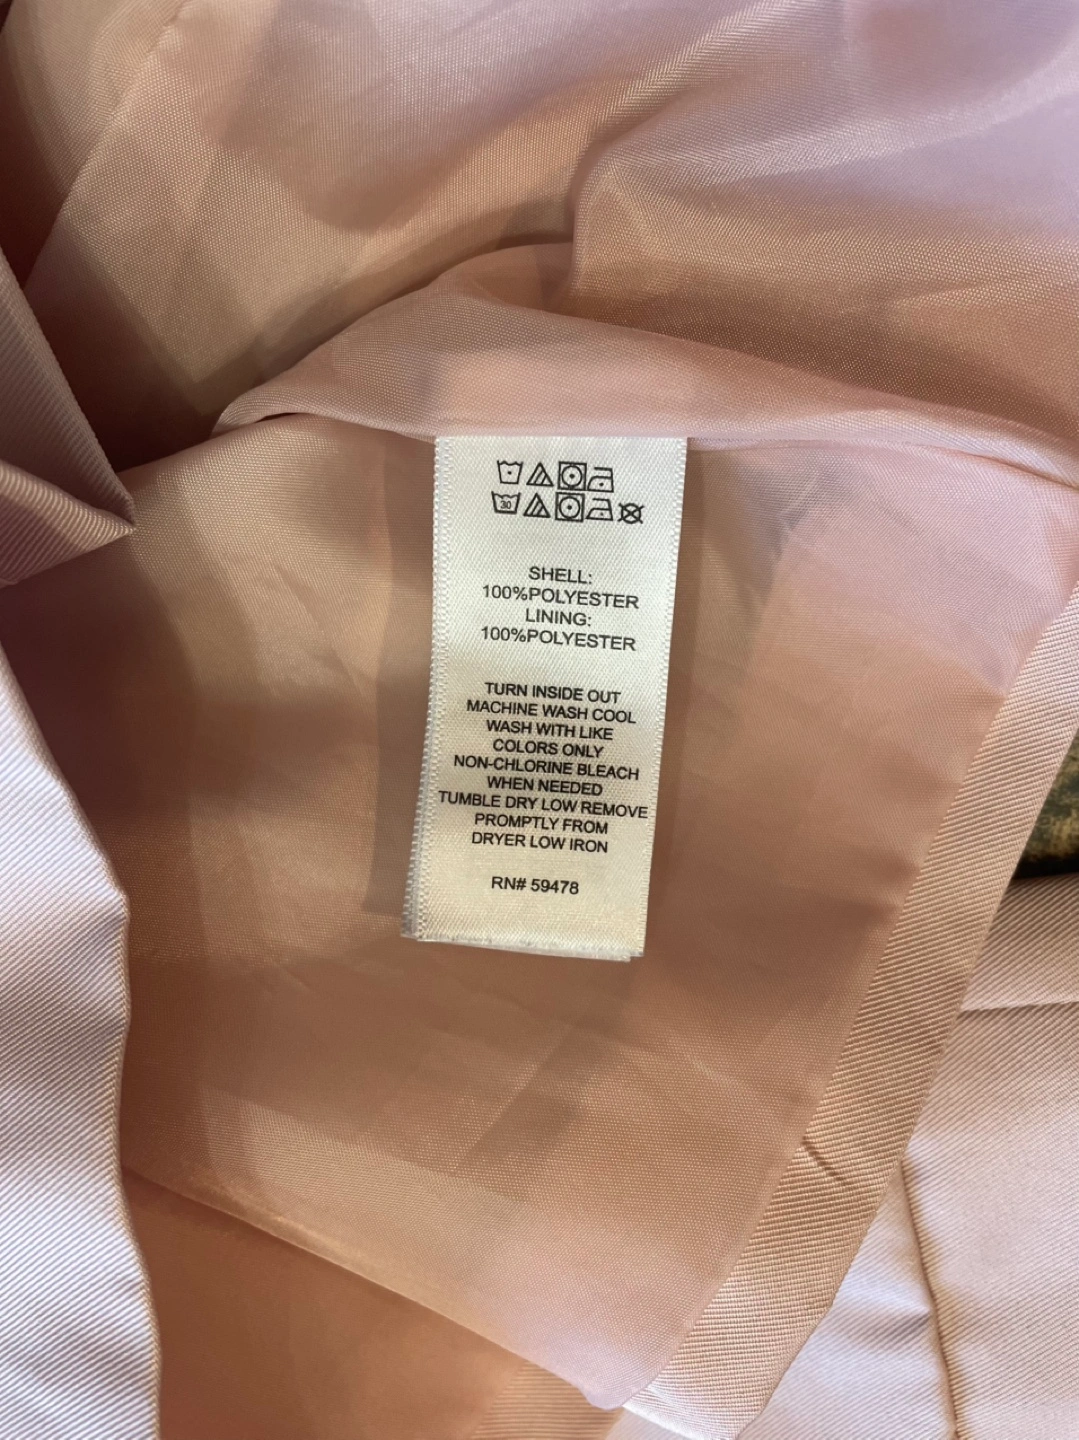 30
SHELL:
100%POLYESTER
LINING:
100%POLYESTER
TURN INSIDE OUT
MACHINE WASH COOL
WASH WITH LIKE
COLORS ONLY
NON-CHLORINE BLEACH
WHEN NEEDED
TUMBLE DRY LOW REMOVE
PROMPTLY FROM
DRYER LOW IRON
RN# 59478